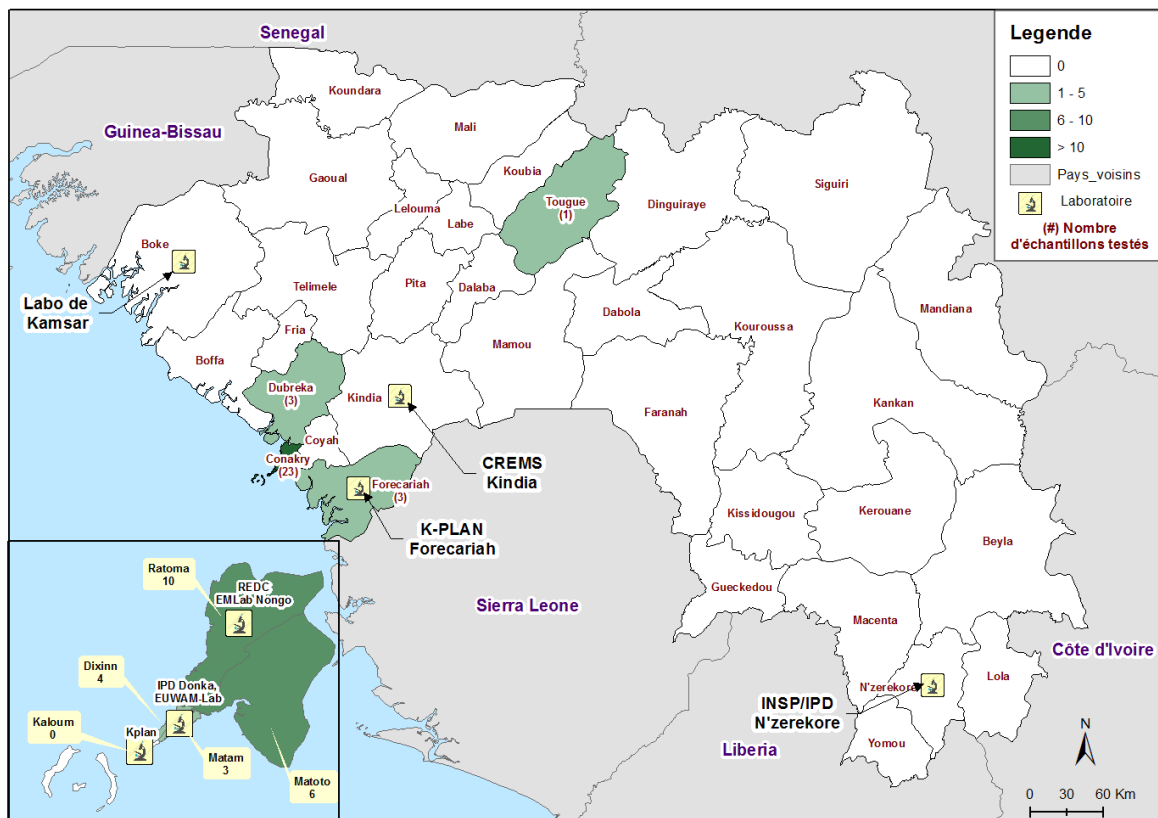 Senegal
Legende
0
1 - 5
6 - 10
> 10
Pays_voisins
Laboratoire
(#) Nombre
d'échantillons testés
Koundara
Guinea-Bissau
Mali
Koubia
Gaoual
Siguiri
Tougue
(1)
Lelouma
Dinguiraye
Labe
Boke
Labo de
Kamsar
Telimele
Pita
Dalaba
Dabola
Mandiana
Fria
Kouroussa
Boffa
Mamou
Dubreka
(3)
Kindia
Faranah
Kankan
Coyah
Conakry
(23)
CREMS
Kindia
Forecariah
(3)
K-PLAN
Forecariah
Kissidougou
Kerouane
Beyla
Ratoma
10
REDC
EMLab Nongo
Gueckedou
Sierra Leone
Macenta
Côte d'Ivoire
Dixinn
4
IPD Donka,
EUWAM-Lab
N'zerekore
Lola
INSP/IPD
N'zerekore
Kaloum
0
Kplan
Liberia
Yomou
N
Matam
3
Matoto
6
0 30 60 Km